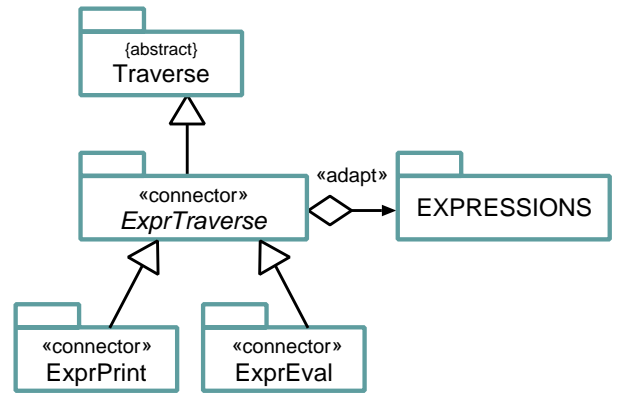 {abstract}
Traverse
«connector»
ExprTraverse
«adapt»
EXPRESSIONS
«connector»
ExprPrint
«connector»
ExprEval